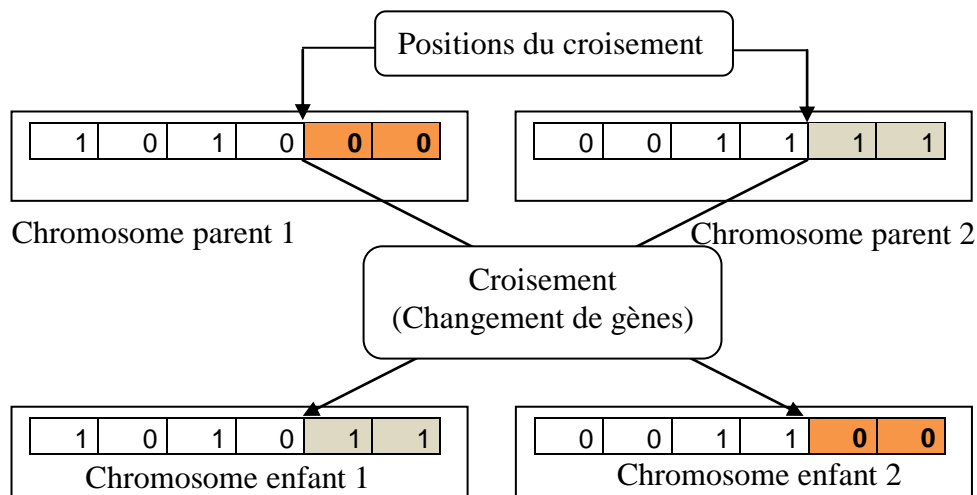 Positions du croisement
1 0 1 0 0 0
0 0 1 1 1 1
Chromosome parent 1
Chromosome parent 2
Croisement
(Changement de gènes)
1 0 1 0 1 1
0 0 1 1 0 0
Chromosome enfant 1
Chromosome enfant 2